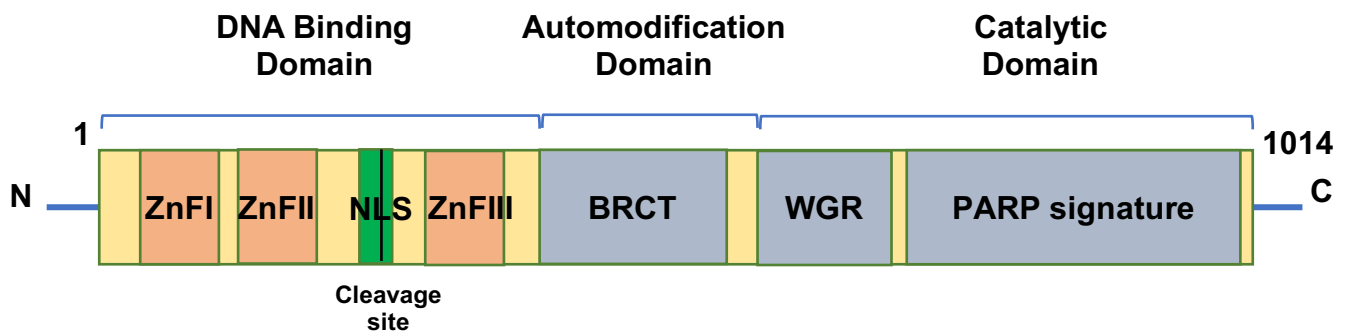 DNA Binding
Domain
Automodification
Domain
Catalytic
Domain
1
1014
N
ZnFI
ZnFII
NLS
ZnFIII
BRCT
WGR
PARP signature
C
Cleavage
site